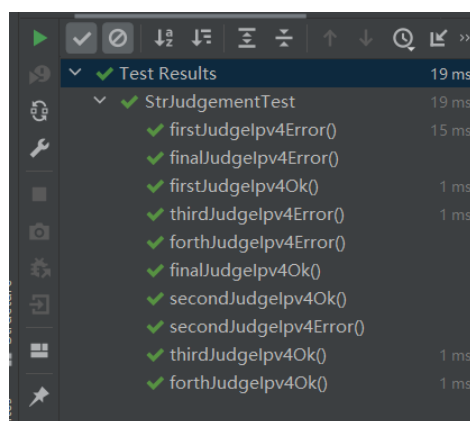 Test Results 19 ms
StrJudgementTest 19 ms
firstJudgeIpv4Error() 15 ms
finalJudgeIpv4Error()
firstJudgeIpv4Ok() 1 ms
thirdJudgeIpv4Error() 1 ms
forthJudgeIpv4Error()
finalJudgeIpv4Ok()
secondJudgeIpv4Ok()
secondJudgeIpv4Error()
thirdJudgeIpv4Ok() 1 ms
forthJudgeIpv4Ok() 1 ms